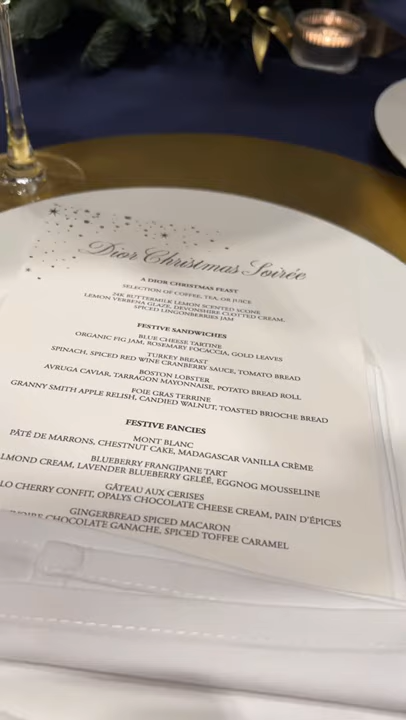 Dior Christmas Soirée
A DIOR CHRISTMAS FEAST
SELECTION OF COFFEE, TEA, OR JUICE
24K BUTTERMILK LEMON SCENTED SCONE
LEMON VERBENA GLAZE, DEVONSHIRE CLOTTED CREAM,
SPICED LINGONBERRIES JAM
FESTIVE SANDWICHES
BLUE CHEESE TARTINE
ORGANIC FIG JAM, ROSEMARY FOCACCIA, GOLD LEAVES
TURKEY BREAST
SPINACH, SPICED RED WINE CRANBERRY SAUCE, TOMATO BREAD
BOSTON LOBSTER
AVRUGA CAVIAR, TARRAGON MAYONNAISE, POTATO BREAD ROLL
FOIE GRAS TERRINE
GRANNY SMITH APPLE RELISH, CANDIED WALNUT, TOASTED BRIOCHE BREAD
FESTIVE FANCIES
MONT BLANC
PÂTÉ DE MARRONS, CHESTNUT CAKE, MADAGASCAR VANILLA CRÈME
BLUEBERRY FRANGIPANE TART
LMOND CREAM, LAVENDER BLUEBERRY GELÉÉ, EGGNOG MOUSSELINE
GÂTEAU AUX CERISES
LO CHERRY CONFIT, OPALYS CHOCOLATE CHEESE CREAM, PAIN D'ÉPICES
GINGERBREAD SPICED MACARON
CHOCOLATE GANACHE, SPICED TOFFEE CARAMEL